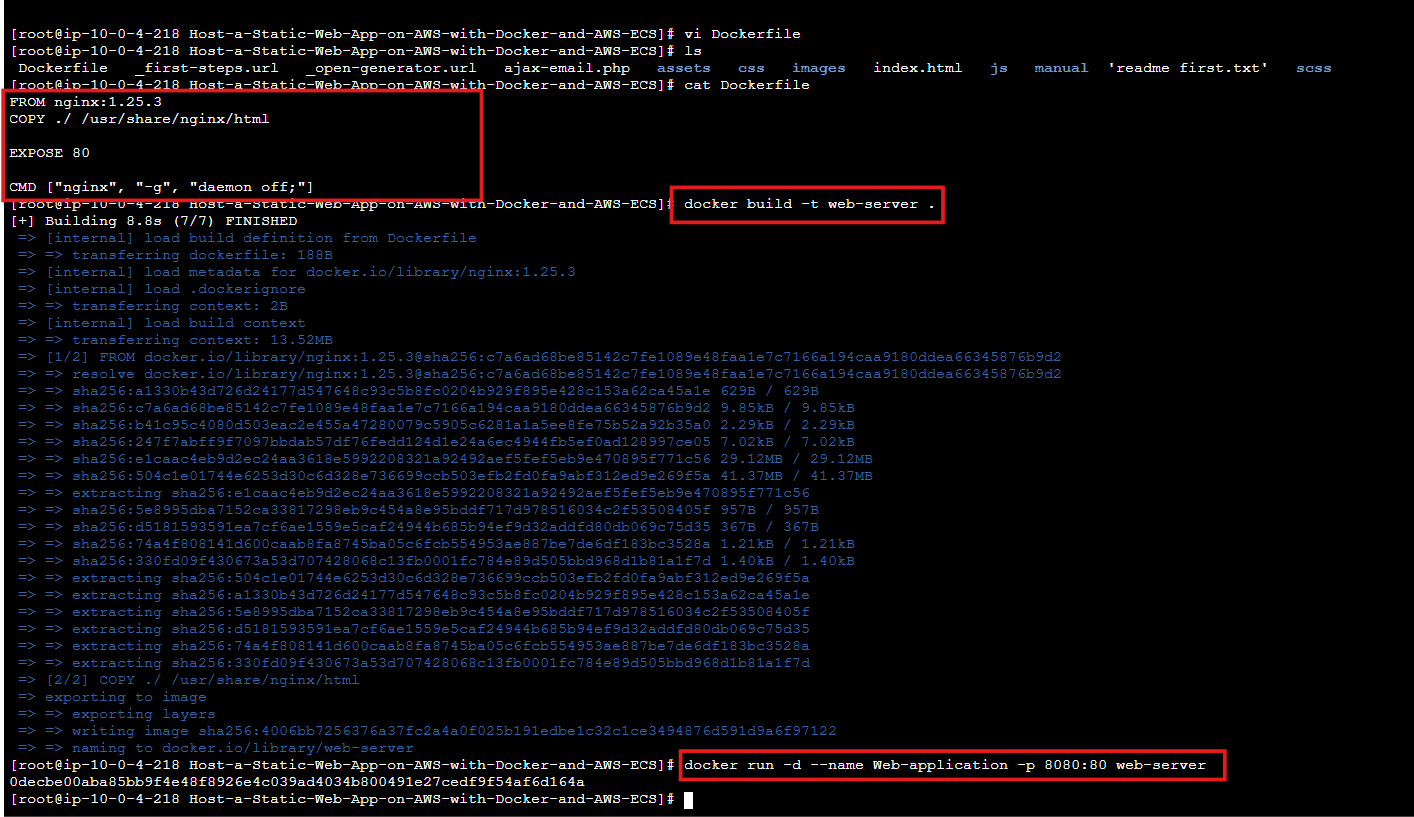 [root@ip-10-0-4-218 Host-a-Static-Web-App-on-AWS-with-Docker-and-AWS-ECS]# vi Dockerfile
[root@ip-10-0-4-218 Host-a-Static-Web-App-on-AWS-with-Docker-and-AWS-ECS]# ls
Dockerfile _first-steps.url _open-generator.url ajax-email.php assets css images index.html js manual 'readme first.txt' scss
[root@ip-10-0-4-218 Host-a-Static-Web-App-on-AWS-with-Docker-and-AWS-ECS]# cat Dockerfile
FROM nginx:1.25.3
COPY ./ /usr/share/nginx/html
EXPOSE 80
CMD ["nginx", "-g", "daemon off;"]
[root@ip-10-0-4-218 Host-a-Static-Web-App-on-AWS-with-Docker-and-AWS-ECS]# docker build -t web-server .
[+] Building 8.8s (7/7) FINISHED
=> [internal] load build definition from Dockerfile
=> => transferring dockerfile: 188B
=> [internal] load metadata for docker.io/library/nginx:1.25.3
=> [internal] load .dockerignore
=> => transferring context: 2B
=> [internal] load build context
=> => transferring context: 13.52MB
=> [1/2] FROM docker.io/library/nginx:1.25.3@sha256:c7a6ad68be85142c7fe1089e48faa1e7c7166a194caa9180ddea66345876b9d2
=> => resolve docker.io/library/nginx:1.25.3@sha256:c7a6ad68be85142c7fe1089e48faa1e7c7166a194caa9180ddea66345876b9d2
=> => sha256:a1330b43d726d24177d547648c93c5b8fc0204b929f895e428c153a62ca45a1e 629B / 629B
=> => sha256:c7a6ad68be85142c7fe1089e48faa1e7c7166a194caa9180ddea66345876b9d2 9.85kB / 9.85kB
=> => sha256:b41c95c4080d503eac2e455a47280079c5905c6281a1a5ee8fe75b52a92b35a0 2.29kB / 2.29kB
=> => sha256:247f7abff9f7097bbdab57df76fedd124d1e24a6ec4944fb5ef0ad128997ce05 7.02kB / 7.02kB
=> => sha256:e1caac4eb9d2ec24aa3618e5992208321a92492aef5fef5eb9e470895f771c56 29.12MB / 29.12MB
=> => sha256:504c1e01744e6253d30c6d328e736699ccb503efb2fd0fa9abf312ed9e269f5a 41.37MB / 41.37MB
=> => extracting sha256:e1caac4eb9d2ec24aa3618e5992208321a92492aef5fef5eb9e470895f771c56
=> => sha256:5e8995dba7152ca33817298eb9c454a8e95bddf717d978516034c2f53508405f 957B / 957B
=> => sha256:d5181593591ea7cf6ae1559e5caf24944b685b94ef9d32addfd80db069c75d35 367B / 367B
=> => sha256:74a4f808141d600caab8fa8745ba05c6fcb554953ae887be7de6df183bc3528a 1.21kB / 1.21kB
=> => sha256:330fd09f430673a53d707428068c13fb0001fc784e89d505bbd968d1b81a1f7d 1.40kB / 1.40kB
=> => extracting sha256:504c1e01744e6253d30c6d328e736699ccb503efb2fd0fa9abf312ed9e269f5a
=> => extracting sha256:a1330b43d726d24177d547648c93c5b8fc0204b929f895e428c153a62ca45a1e
=> => extracting sha256:5e8995dba7152ca33817298eb9c454a8e95bddf717d978516034c2f53508405f
=> => extracting sha256:d5181593591ea7cf6ae1559e5caf24944b685b94ef9d32addfd80db069c75d35
=> => extracting sha256:74a4f808141d600caab8fa8745ba05c6fcb554953ae887be7de6df183bc3528a
=> => extracting sha256:330fd09f430673a53d707428068c13fb0001fc784e89d505bbd968d1b81a1f7d
=> [2/2] COPY ./ /usr/share/nginx/html
=> exporting to image
=> => exporting layers
=> => writing image sha256:4006bb7256376a37fc2a4a0f025b191edbe1c32c1ce3494876d591d9a6f97122
=> => naming to docker.io/library/web-server
[root@ip-10-0-4-218 Host-a-Static-Web-App-on-AWS-with-Docker-and-AWS-ECS]# docker run -d --name Web-application -p 8080:80 web-server
0decbe00aba85bb9f4e48f8926e4c039ad4034b800491e27cedf9f54af6d164a
[root@ip-10-0-4-218 Host-a-Static-Web-App-on-AWS-with-Docker-and-AWS-ECS]#